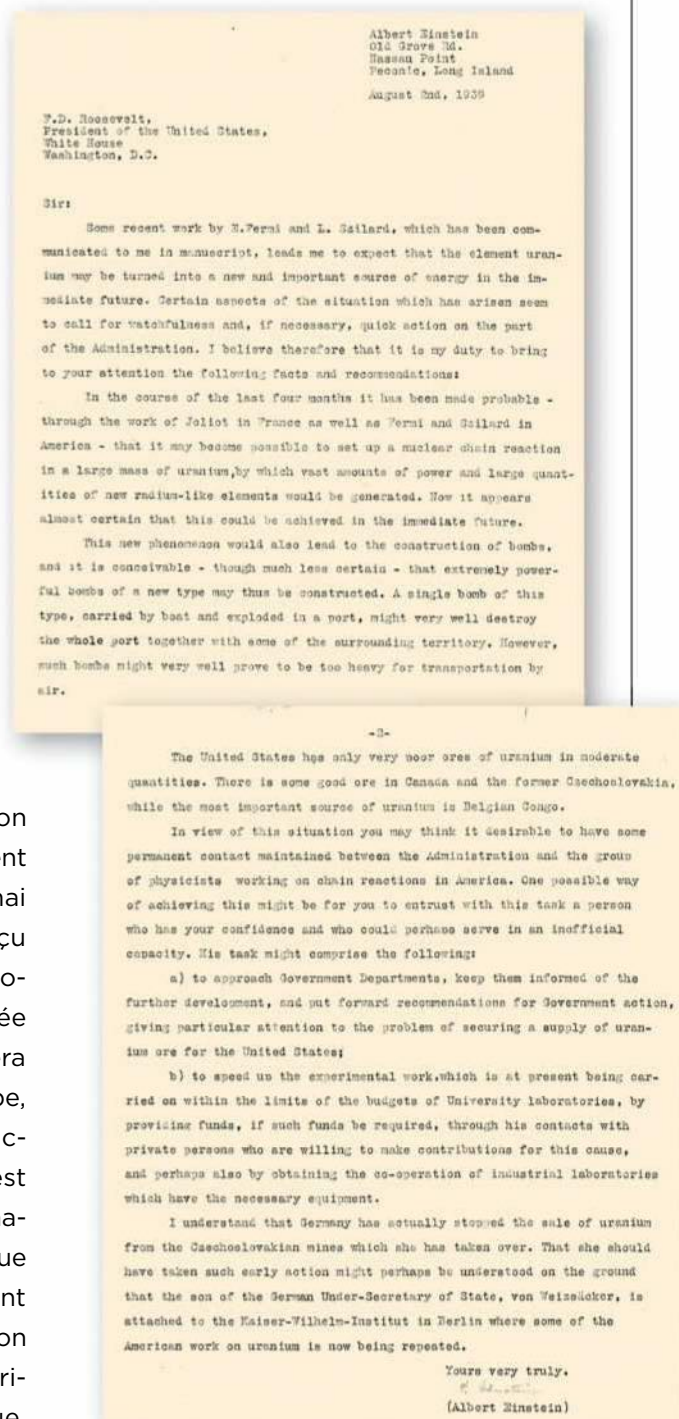 Albert Einstein
Old Grove Rd.
Nassau Point
Peconic, Long Island
August 2nd, 1939
F.D. Roosevelt,
President of the United States,
White House
Washington, D.C.
Sir:
Some recent work by E.Fermi and L. Szilard, which has been com-
municated to me in manuscript, leads me to expect that the element uran-
ium may be turned into a new and important source of energy in the im-
mediate future. Certain aspects of the situation which has arisen seem
to call for watchfulness and, if necessary, quick action on the part
of the Administration. I believe therefore that it is my duty to bring
to your attention the following facts and recommendations:
In the course of the last four months it has been made probable -
through the work of Joliot in France as well as Fermi and Szilard in
America - that it may become possible to set up a nuclear chain reaction
in a large mass of uranium,by which vast amounts of power and large quant-
ities of new radium-like elements would be generated. Now it appears
almost certain that this could be achieved in the immediate future.
This new phenomenon would also lead to the construction of bombs,
and it is conceivable - though much less certain - that extremely power-
ful bombs of a new type may thus be constructed. A single bomb of this
type, carried by boat and exploded in a port, might very well destroy
the whole port together with some of the surrounding territory. However,
such bombs might very well prove to be too heavy for transportation by
air.
-2-
The United States has only very poor ores of uranium in moderate
quantities. There is some good ore in Canada and the former Czechoslovakia,
while the most important source of uranium is Belgian Congo.
In view of this situation you may think it desirable to have some
permanent contact maintained between the Administration and the group
of physicists working on chain reactions in America. One possible way
of achieving this might be for you to entrust with this task a person
who has your confidence and who could perhaps serve in an inofficial
capacity. His task might comprise the following:
a) to approach Government Departments, keep them informed of the
further development, and put forward recommendations for Government action,
giving particular attention to the problem of securing a supply of uran-
ium ore for the United States;
b) to speed up the experimental work,which is at present being car-
ried on within the limits of the budgets of University laboratories, by
providing funds, if such funds be required, through his contacts with
private persons who are willing to make contributions for this cause,
and perhaps also by obtaining the co-operation of industrial laboratories
which have the necessary equipment.
I understand that Germany has actually stopped the sale of uranium
from the Czechoslovakian mines which she has taken over. That she should
have taken such early action might perhaps be understood on the ground
that the son of the German Under-Secretary of State, von Weizsäcker, is
attached to the Kaiser-Wilhelm-Institut in Berlin where some of the
American work on uranium is now being repeated.
Yours very truly.
(Albert Einstein)
on
ent
nai
çu
o-
ée
era
pe,
c-
est
na-
ue
ent
on
ri-
ue